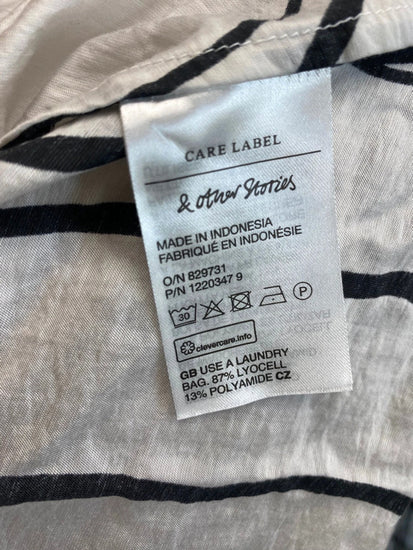 CARE LABEL
& other Stories
MADE IN INDONESIA
FABRIQUÉ EN INDONÉSIE
O/N 829731
P/N 1220347 9
30 P
clevercare.info
GB USE A LAUNDRY
BAG. 87% LYOCELL
13% POLYAMIDE CZ